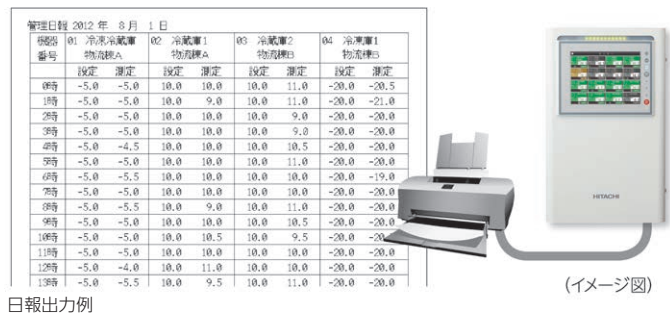 管理日報 2012 年 8 月 1 日
機器 01 冷凍冷蔵庫 02 冷蔵庫1 03 冷蔵庫2 04 冷凍庫1
番号 物流棟A 物流棟A 物流棟B 物流棟B
設定 測定 設定 測定 設定 測定 設定 測定
0時 -5.0 -5.0 10.0 10.0 10.0 11.0 -20.0 -20.5
1時 -5.0 -5.0 10.0 9.0 10.0 11.0 -20.0 -21.0
2時 -5.0 -5.0 10.0 10.0 10.0 9.0 -20.0 -20.0
3時 -5.0 -5.0 10.0 10.0 10.0 9.0 -20.0 -20.0
4時 -5.0 -4.5 10.0 10.0 10.0 10.5 -20.0 -20.0
5時 -5.0 -5.0 10.0 10.0 10.0 11.0 -20.0 -20.0
6時 -5.0 -5.5 10.0 10.0 10.0 10.0 -20.0 -19.0
7時 -5.0 -5.0 10.0 10.0 10.0 10.0 -20.0 -20.0
8時 -5.0 -5.5 10.0 9.0 10.0 11.0 -20.0 -20.0
9時 -5.0 -5.0 10.0 10.0 10.0 10.5 -20.0 -20.0
10時 -5.0 -5.0 10.0 10.5 10.0 9.5 -20.0 -20.0
11時 -5.0 -5.0 10.0 10.0 10.0 10.0 -20.0 -20.0
12時 -5.0 -4.0 10.0 11.0 10.0 10.0 -20.0 -20.0
13時 -5.0 -5.5 10.0 9.5 10.0 11.0 -20.0 -20.0
HITACHI
(イメージ図)
日報出力例